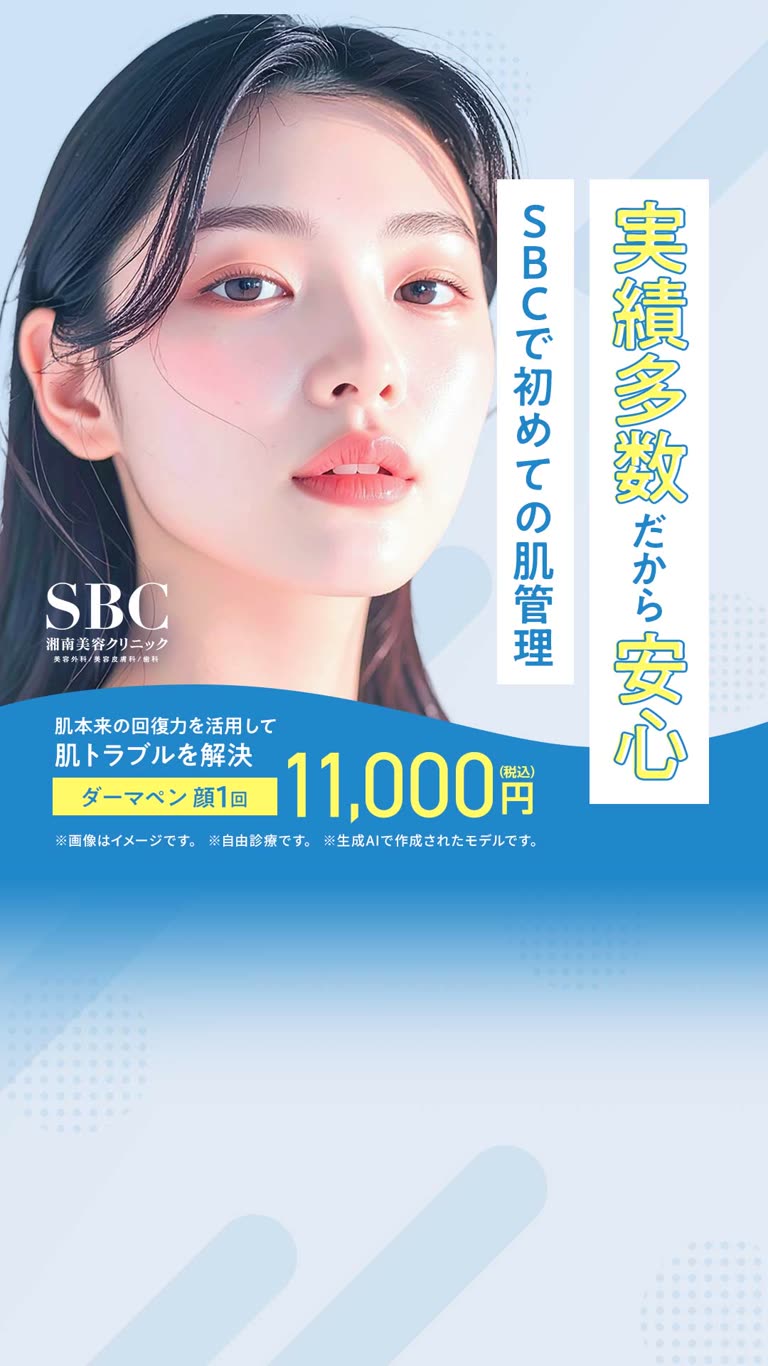 実績多数だから安心
SBCで初めての肌管理
SBC
湘南美容クリニック
美容外科/美容皮膚科/歯科
肌本来の回復力を活用して
肌トラブルを解決
ダーマペン 顔1回
11,000円(税込)
※画像はイメージです。 ※自由診療です。 ※生成AIで作成されたモデルです。